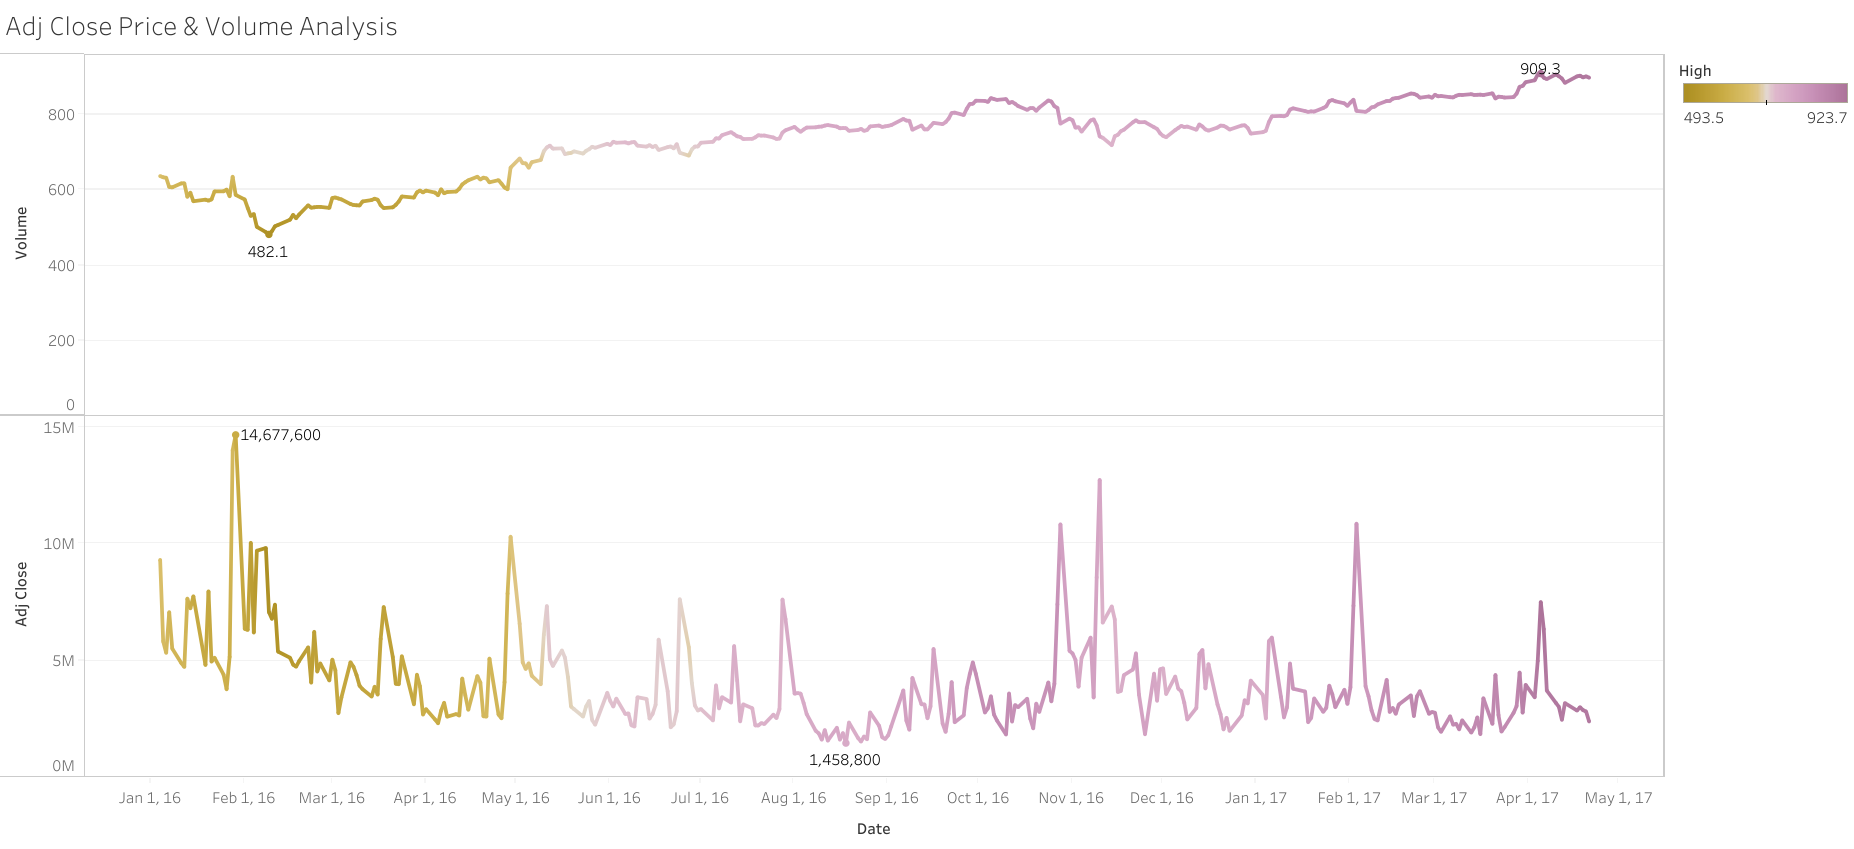 Adj Close Price & Volume Analysis
909.3
High
493.5
923.7
800
600
400
200
0
Volume
482.1
15M
10M
5M
0M
Adj Close
14,677,600
1,458,800
Jan 1, 16
Feb 1, 16
Mar 1, 16
Apr 1, 16
May 1, 16
Jun 1, 16
Jul 1, 16
Aug 1, 16
Sep 1, 16
Oct 1, 16
Nov 1, 16
Dec 1, 16
Jan 1, 17
Feb 1, 17
Mar 1, 17
Apr 1, 17
May 1, 17
Date